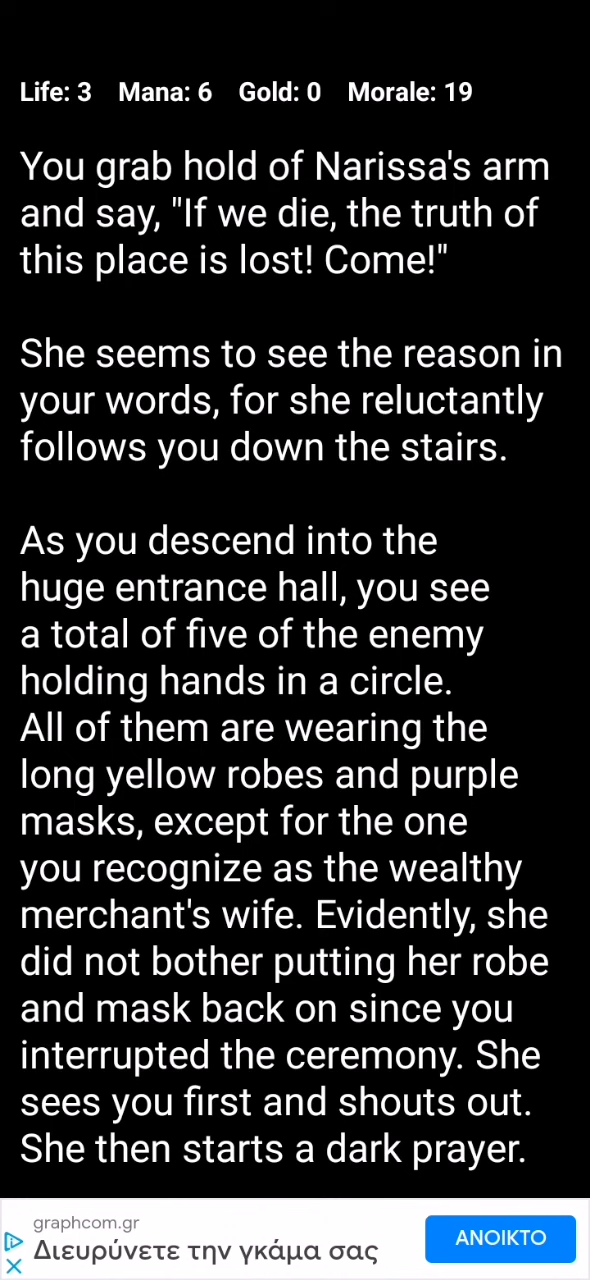 Life: 3 Mana: 6 Gold: 0 Morale: 19
You grab hold of Narissa's arm
and say, "If we die, the truth of
this place is lost! Come!"
She seems to see the reason in
your words, for she reluctantly
follows you down the stairs.
As you descend into the
huge entrance hall, you see
a total of five of the enemy
holding hands in a circle.
All of them are wearing the
long yellow robes and purple
masks, except for the one
you recognize as the wealthy
merchant's wife. Evidently, she
did not bother putting her robe
and mask back on since you
interrupted the ceremony. She
sees you first and shouts out.
She then starts a dark prayer.
graphcom.gr
Διευρύνετε την γκάμα σας
ΑΝΟΙΚΤΟ